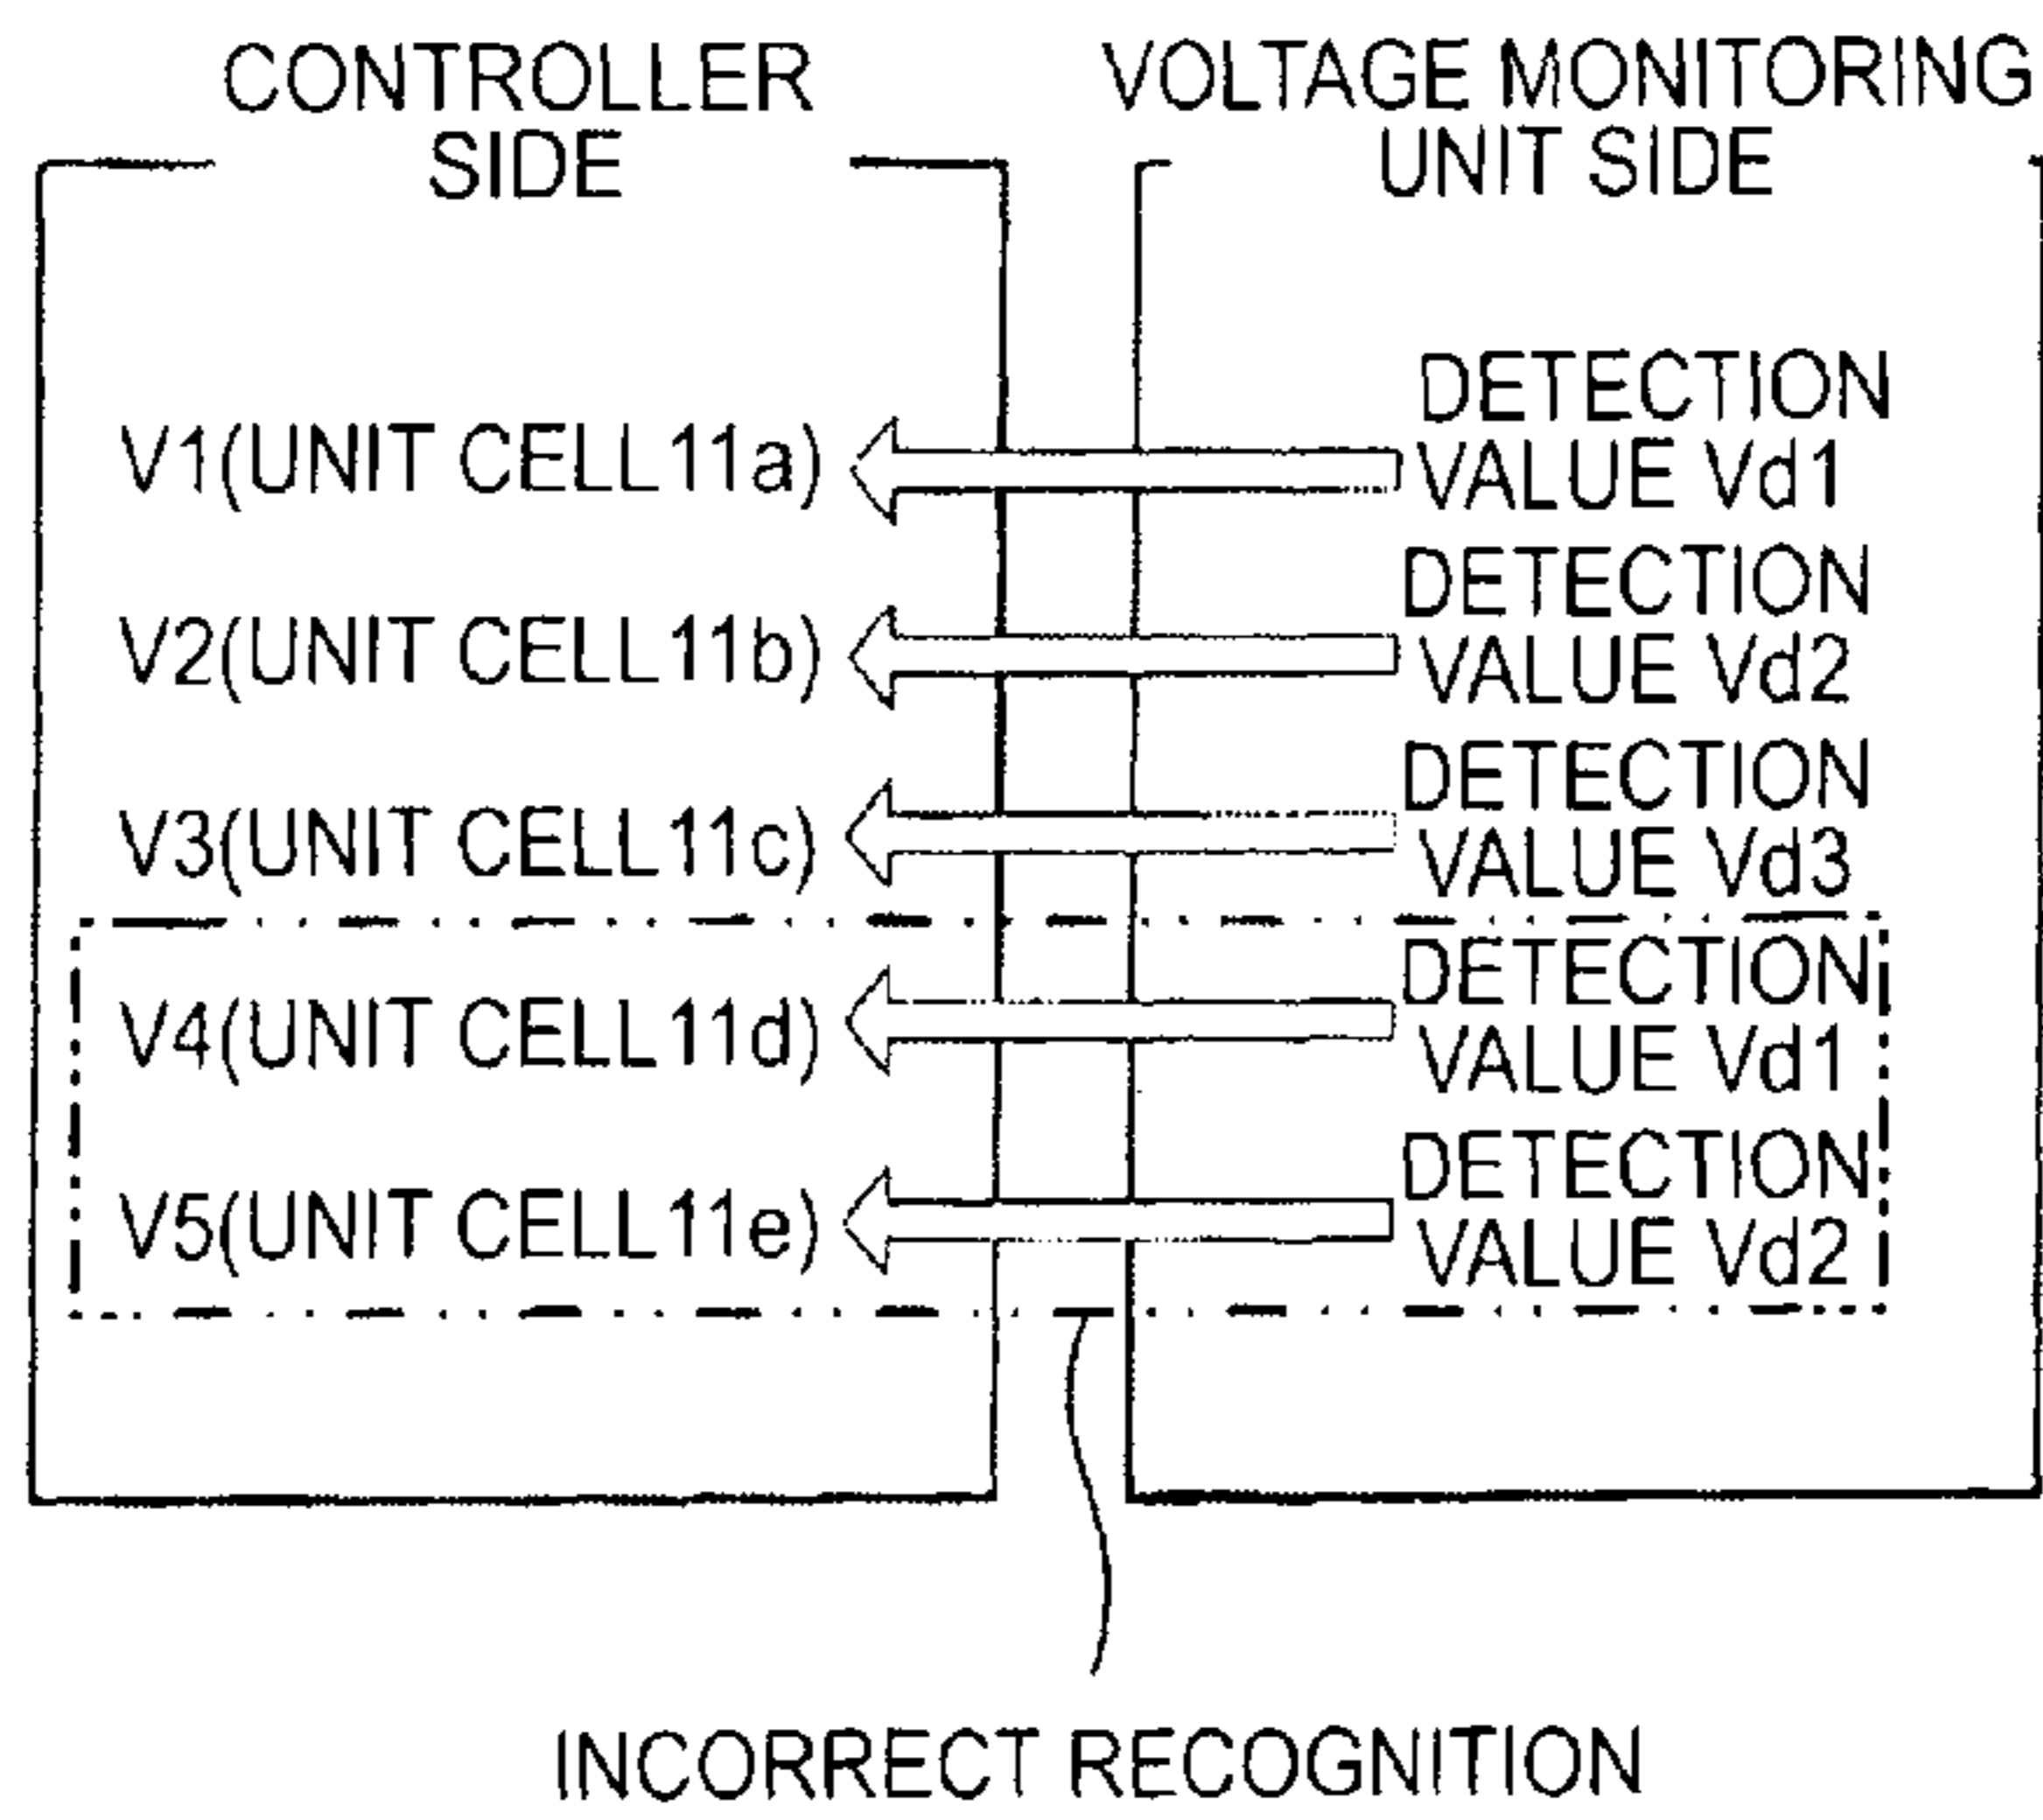 CONTROLLER
SIDE
VOLTAGE MONITORING
UNIT SIDE
V1(UNIT CELL11a)
DETECTION
VALUE Vd1
V2(UNIT CELL11b)
DETECTION
VALUE Vd2
V3(UNIT CELL11c)
DETECTION
VALUE Vd3
V4(UNIT CELL11d)
DETECTION
VALUE Vd1
V5(UNIT CELL11e)
DETECTION
VALUE Vd2
INCORRECT RECOGNITION